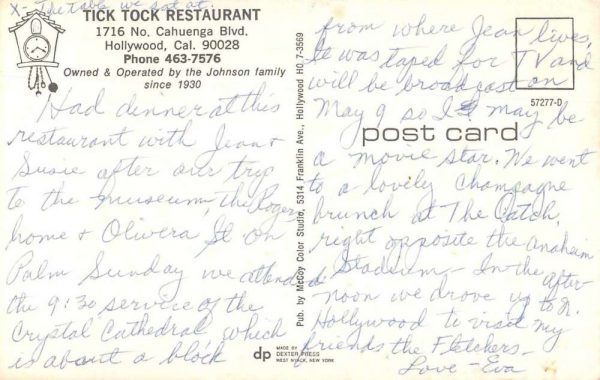 X- The table we sat at.
TICK TOCK RESTAURANT
1716 No. Cahuenga Blvd.
Hollywood, Cal. 90028
Phone 463-7576
Owned & Operated by the Johnson family
since 1930
Had dinner at this
restaurant with Jean &
Susie after our trip
to the museum, the Rogers
home & Olivera St. On
Palm Sunday we attended
the 9:30 service of the
Crystal Cathedral which
is about a block
Pub. by McCoy Color Studio, 5314 Franklin Ave., Hollywood HO 7-3569
from where Jean lives.
It was taped for TV and
will be broadcast on
May 9 so I may be
57277-D
post card
a movie star. We went
to a lovely champagne
brunch at The Catch,
right opposite the Anaheim
Stadium- In the after-
noon we drove up to N.
Hollywood to visit my
friends the Fletchers-
Love - Eva
dp MADE BY
DEXTER PRESS
WEST NYACK, NEW YORK